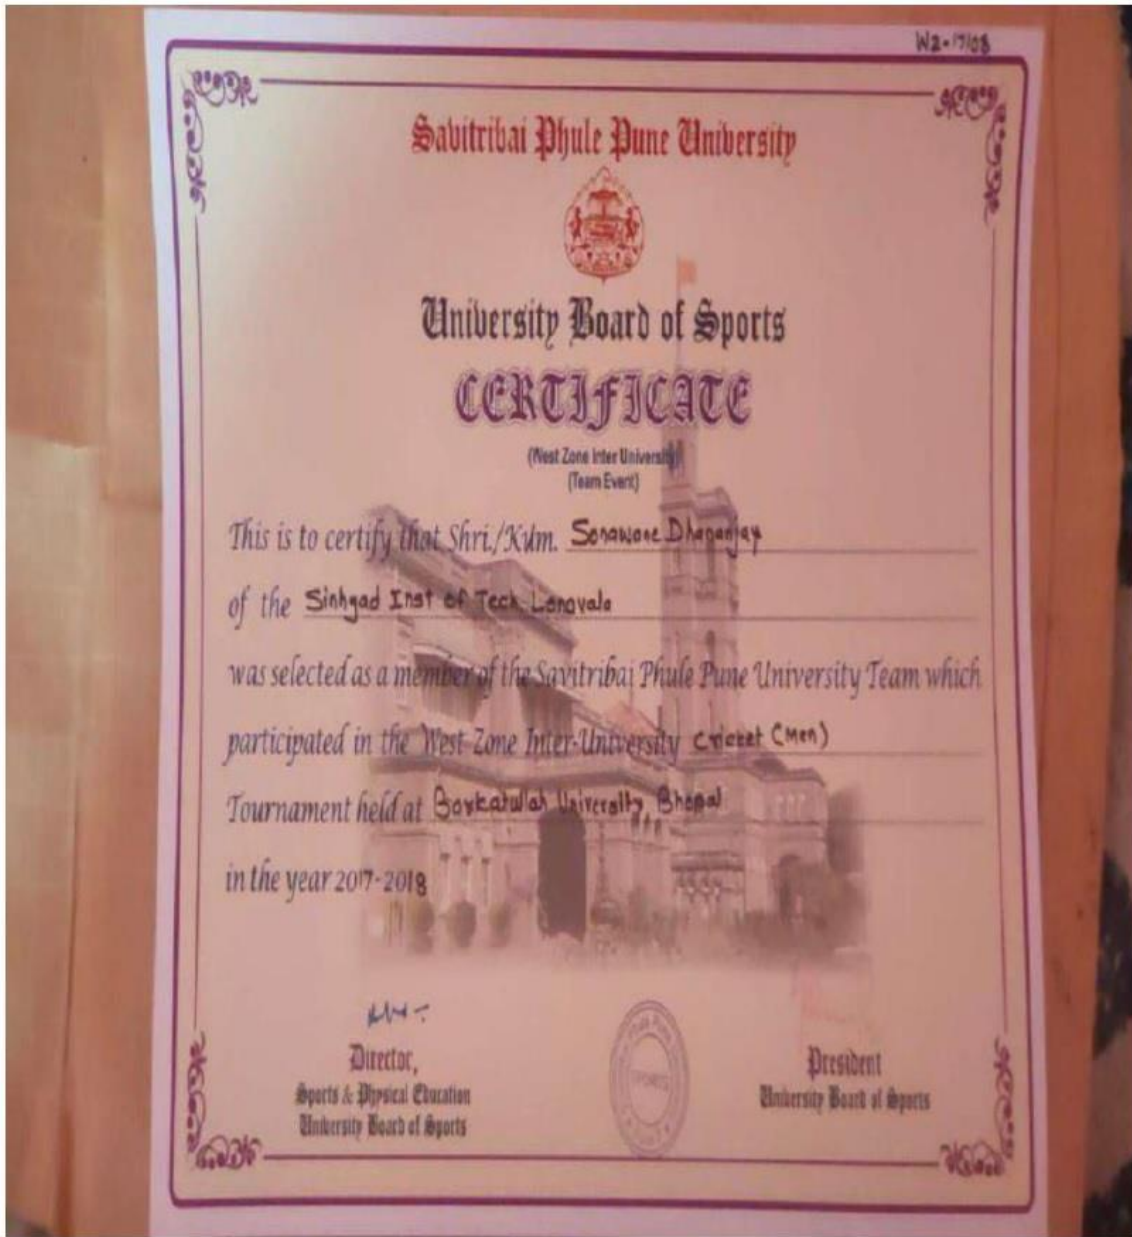 W2-17108
Savitribai Phule Pune University
University Board of Sports
CERTIFICATE
(West Zone Inter University)
(Team Event)
This is to certify that Shri./Kum. Sonawane Dhananjay
of the Sinhgad Inst of Tech Lonavala
was selected as a member of the Savitribai Phule Pune University Team which
participated in the West Zone Inter-University Cricket (Men)
Tournament held at Barkatullah University, Bhopal
in the year 2017-2018
Director,
Sports & Physical Education
University Board of Sports
SPORTS
President
University Board of Sports